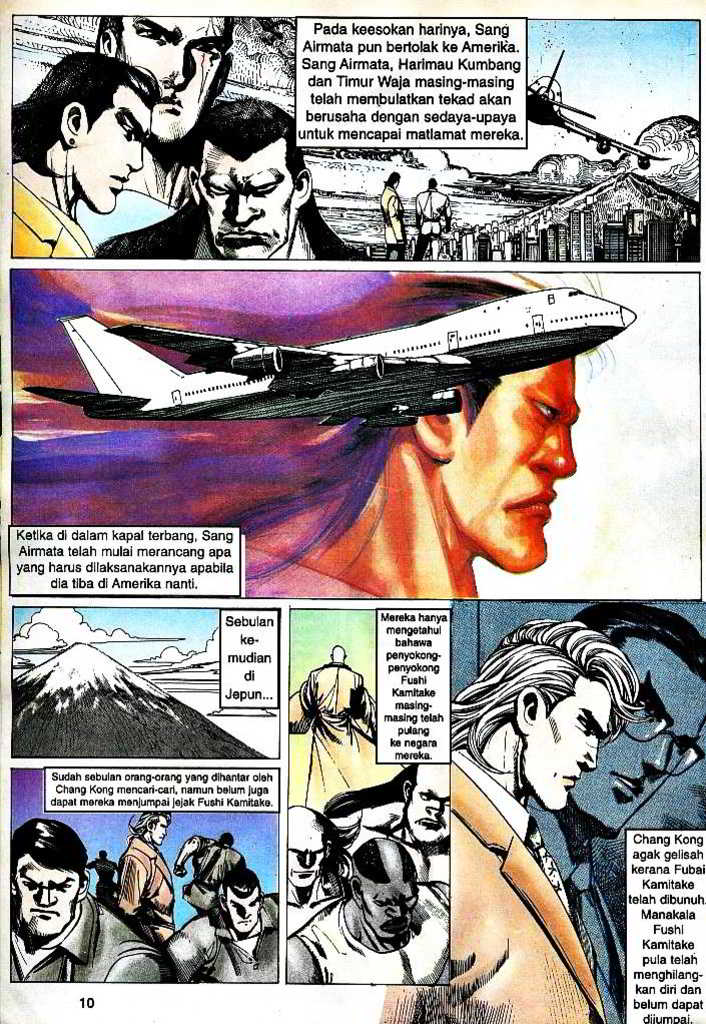 Pada keesokan harinya, Sang
Airmata pun bertolak ke Amerika.
Sang Airmata, Harimau Kumbang
dan Timur Waja masing-masing
telah membulatkan tekad akan
berusaha dengan sedaya-upaya
untuk mencapai matlamat mereka.
Ketika di dalam kapal terbang, Sang
Airmata telah mulai merancang apa
yang harus dilaksanakannya apabila
dia tiba di Amerika nanti.
Sebulan
ke-
mudian
di
Jepun...
Sudah sebulan orang-orang yang dihantar oleh
Chang Kong mencari-cari, namun belum juga
dapat mereka menjumpai jejak Fushi Kamitake.
Mereka hanya
mengetahui
bahawa
penyokong-
penyokong
Fushi
Kamitake
masing-
masing telah
pulang
ke negara
mereka.
Chang Kong
agak gelisah
kerana Fubai
Kamitake
telah dibunuh.
Manakala
Fushi
Kamitake
pula telah
menghilang-
kan diri dan
belum dapat
dijumpai.
10